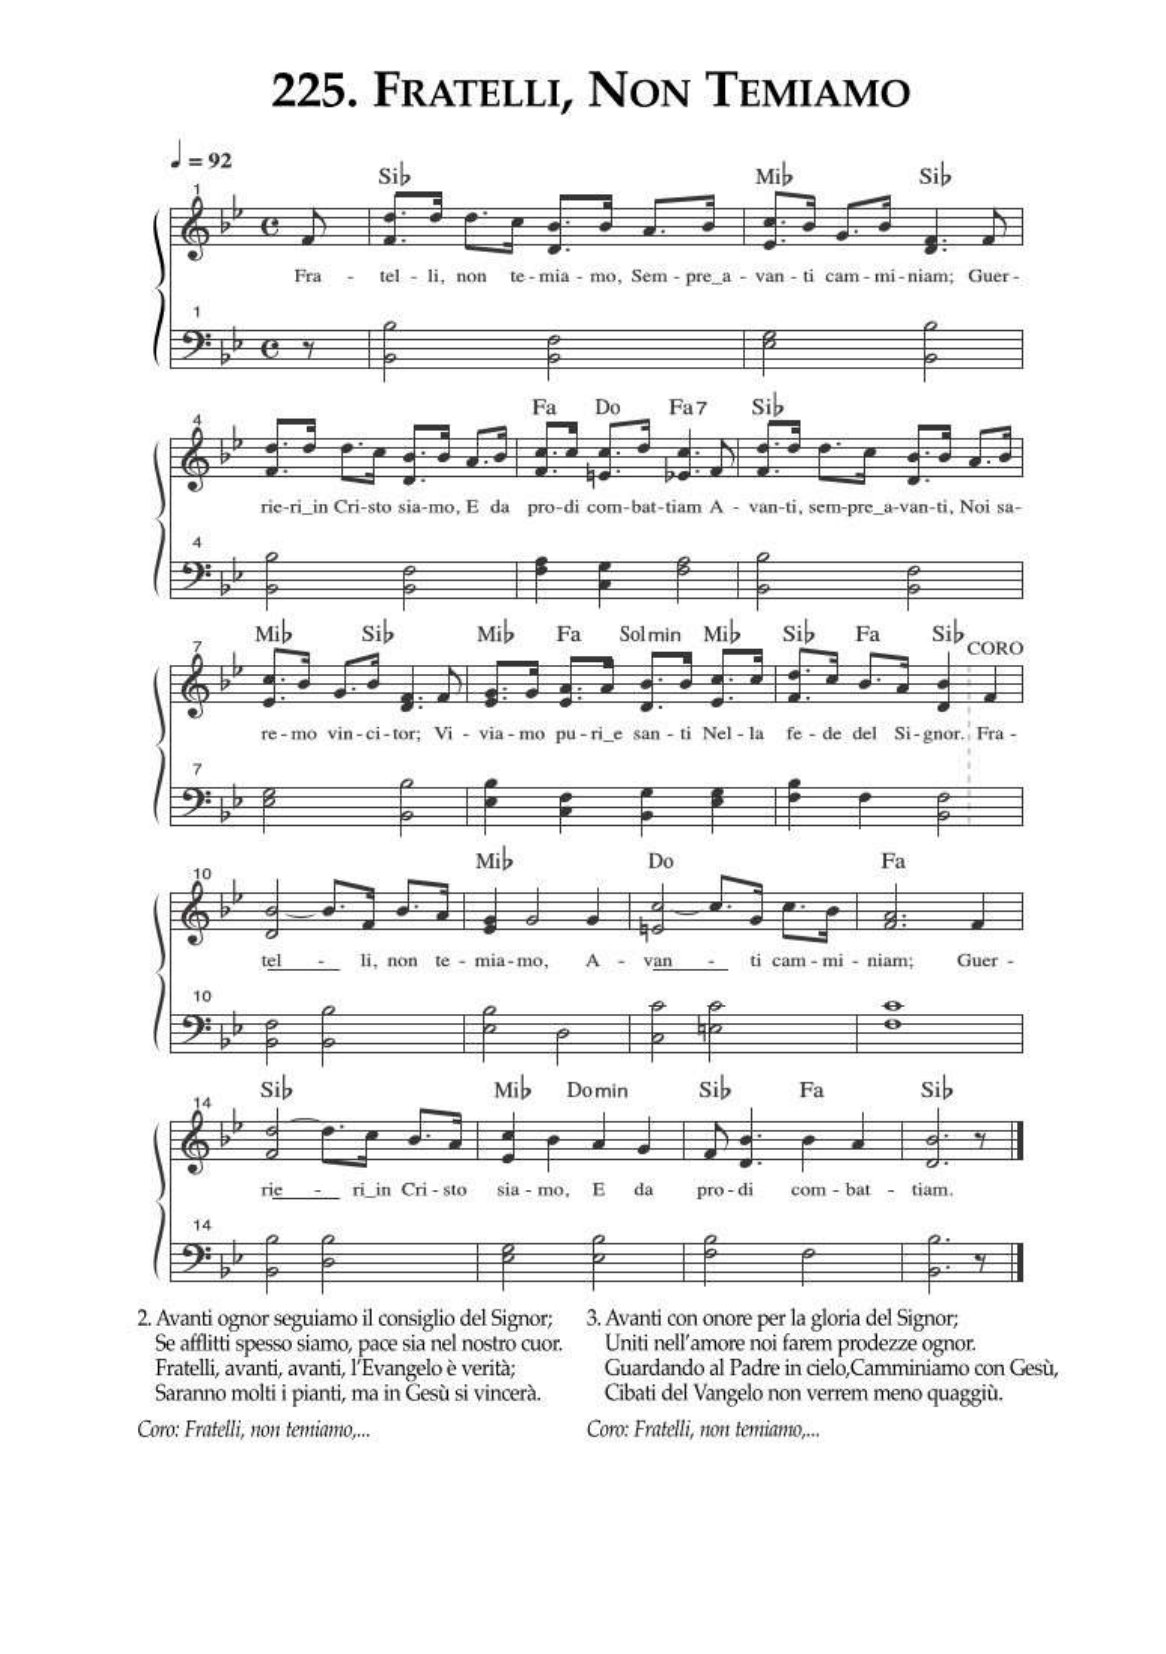 225. Fratelli, Non Temiamo
♩ = 92
Si♭ Mi♭ Si♭
1
Fra - tel - li, non te - mia - mo, Sem - pre_a - van - ti cam - mi - niam; Guer -
1
Fa Do Fa7 Si♭
4
rie-ri_in Cri-sto sia-mo, E da pro-di com-bat-tiam A - van-ti, sem-pre_a-van-ti, Noi sa-
4
Mi♭ Si♭ Mi♭ Fa Solmin Mi♭ Si♭ Fa Si♭
CORO
7
re-mo vin-ci-tor; Vi - via-mo pu-ri_e san-ti Nel-la fe-de del Si-gnor. Fra-
7
Mi♭ Do Fa
10
tel - li, non te - mia-mo, A - van - ti cam-mi-niam; Guer -
10
Si♭ Mi♭ Domin Si♭ Fa Si♭
14
rie - ri_in Cri-sto sia-mo, E da pro-di com-bat - tiam.
14
2. Avanti ognor seguiamo il consiglio del Signor;
Se afflitti spesso siamo, pace sia nel nostro cuor.
Fratelli, avanti, avanti, l'Evangelo è verità;
Saranno molti i pianti, ma in Gesù si vincerà.
Coro: Fratelli, non temiamo,...
3. Avanti con onore per la gloria del Signor;
Uniti nell'amore noi farem prodezze ognor.
Guardando al Padre in cielo,Camminiamo con Gesù,
Cibati del Vangelo non verrem meno quaggiù.
Coro: Fratelli, non temiamo,...